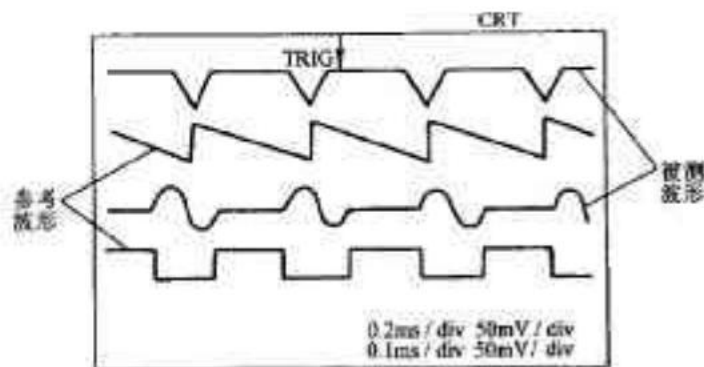 CRT
TRIG
参考
波形
被测
波形
0.2ms / div 50mV / div
0.1ms / div 50mV / div